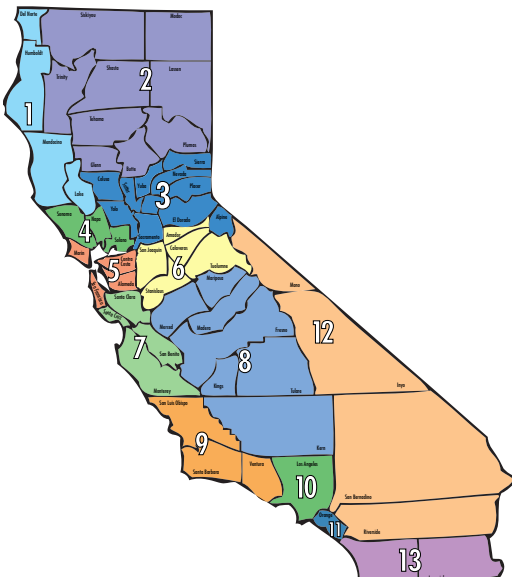 Del Norte
Siskiyou
Modoc
Humboldt
Trinity
Shasta
Lassen
2
1
Tehama
Plumas
Mendocino
Glenn
Butte
Sierra
Colusa
Yuba
Nevada
Placer
Lake
3
Yolo
El Dorado
Sonoma
Napa
Alpine
4
Solano
Sacramento
Amador
Marin
San Joaquin
Calaveras
Contra
Costa
5
6
Tuolumne
Alameda
Mariposa
San Francisco
Santa Clara
Stanislaus
Mono
Santa Cruz
Merced
Madera
Fresno
12
7
San Benito
8
Kings
Tulare
Inyo
Monterey
San Luis Obispo
9
Kern
Santa Barbara
Ventura
Los Angeles
10
San Bernardino
Orange
11
Riverside
13